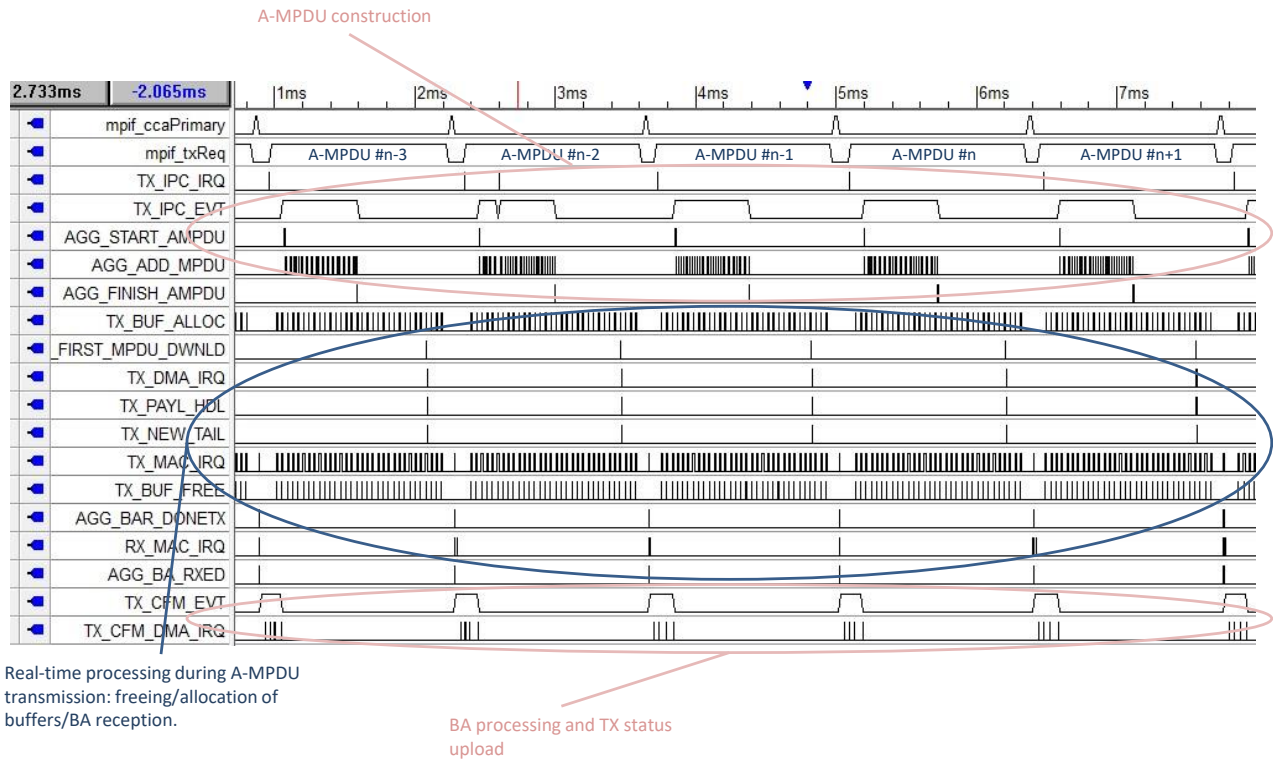 A-MPDU construction
2.733ms -2.065ms 1ms 2ms 3ms 4ms 5ms 6ms 7ms
mpif_ccaPrimary
mpif_txReq A-MPDU #n-3 A-MPDU #n-2 A-MPDU #n-1 A-MPDU #n A-MPDU #n+1
TX_IPC_IRQ
TX_IPC_EVT
AGG_START_AMPDU
AGG_ADD_MPDU
AGG_FINISH_AMPDU
TX_BUF_ALLOC
_FIRST_MPDU_DWNLD
TX_DMA_IRQ
TX_PAYL_HDL
TX_NEW_TAIL
TX_MAC_IRQ
TX_BUF_FREE
AGG_BAR_DONETX
RX_MAC_IRQ
AGG_BA_RXED
TX_CFM_EVT
TX_CFM_DMA_IRQ
Real-time processing during A-MPDU
transmission: freeing/allocation of
buffers/BA reception.
BA processing and TX status
upload